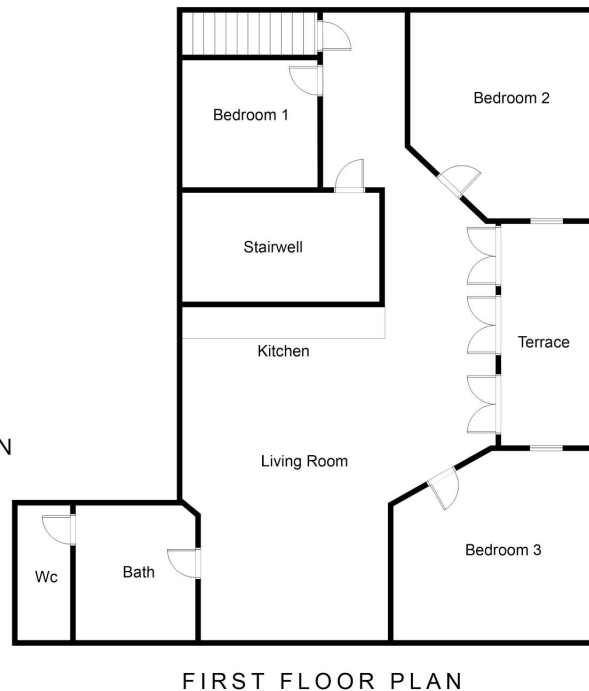 Bedroom 1
Bedroom 2
Stairwell
Terrace
Kitchen
N
Living Room
Wc
Bath
Bedroom 3
FIRST FLOOR PLAN